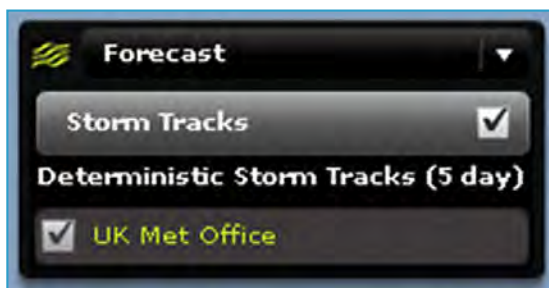 Forecast
Storm Tracks
Deterministic Storm Tracks (5 day)
UK Met Office